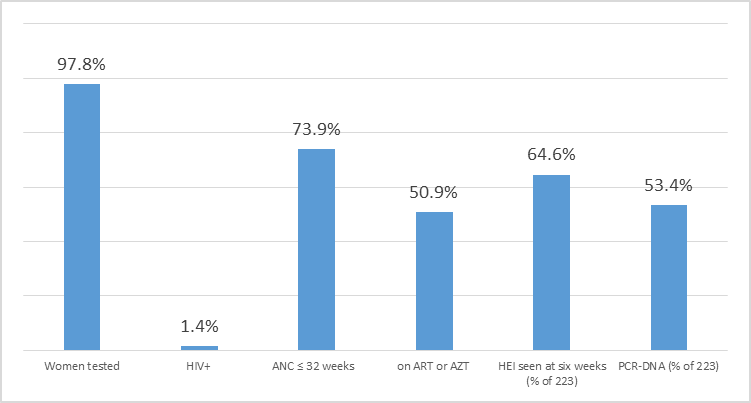 97.8%
1.4%
73.9%
50.9%
64.6%
53.4%
Women tested
HIV+
ANC ≤ 32 weeks
on ART or AZT
HEI seen at six weeks
(% of 223)
PCR-DNA (% of 223)